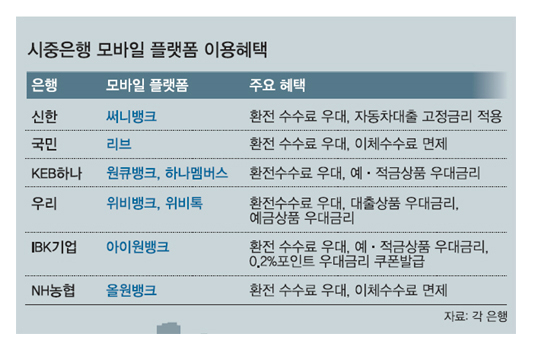 시중은행 모바일 플랫폼 이용혜택
은행 모바일 플랫폼 주요 혜택
신한 써니뱅크 환전 수수료 우대, 자동차대출 고정금리 적용
국민 리브 환전 수수료 우대, 이체수수료 면제
KEB하나 원큐뱅크, 하나멤버스 환전수수료 우대, 예·적금상품 우대금리
우리 위비뱅크, 위비톡 환전수수료 우대, 대출상품 우대금리,
예금상품 우대금리
IBK기업 아이원뱅크 환전 수수료 우대, 예·적금상품 우대금리,
0.2%포인트 우대금리 쿠폰발급
NH농협 올원뱅크 환전 수수료 우대, 이체수수료 면제
자료: 각 은행